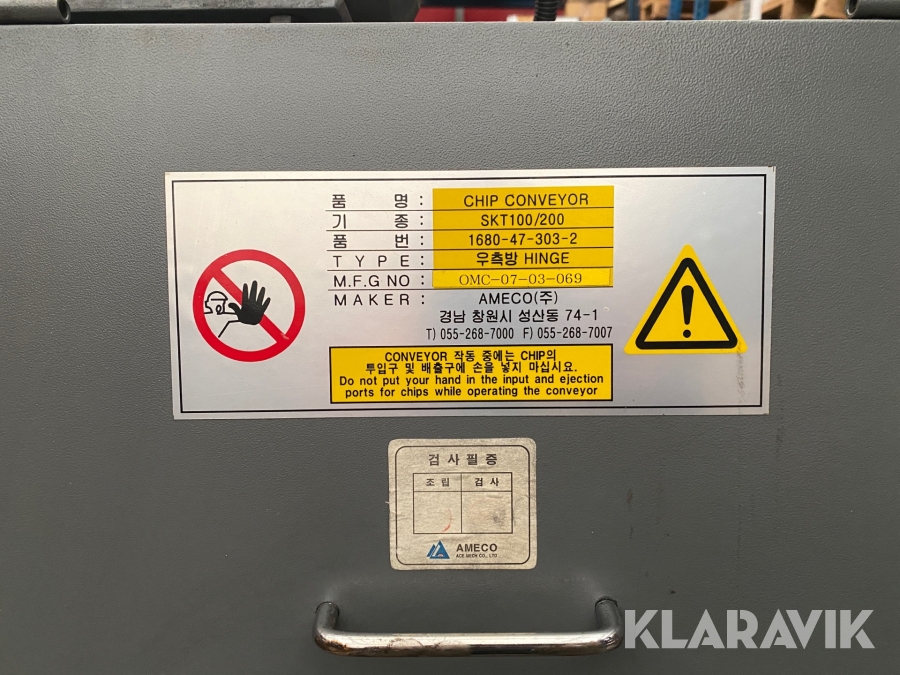 품 명 : CHIP CONVEYOR
기 종 : SKT100/200
품 번 : 1680-47-303-2
TYPE : 우측방 HINGE
M.F.G NO : OMC-07-03-069
MAKER : AMECO(주)
경남 창원시 성산동 74-1
T) 055-268-7000 F) 055-268-7007
CONVEYOR 작동 중에는 CHIP의
투입구 및 배출구에 손을 넣지 마십시요.
Do not put your hand in the input and ejection
ports for chips while operating the conveyor
검사필증
조립 검사
AMECO
ACE MECH CO., LTD
KLARAVIK